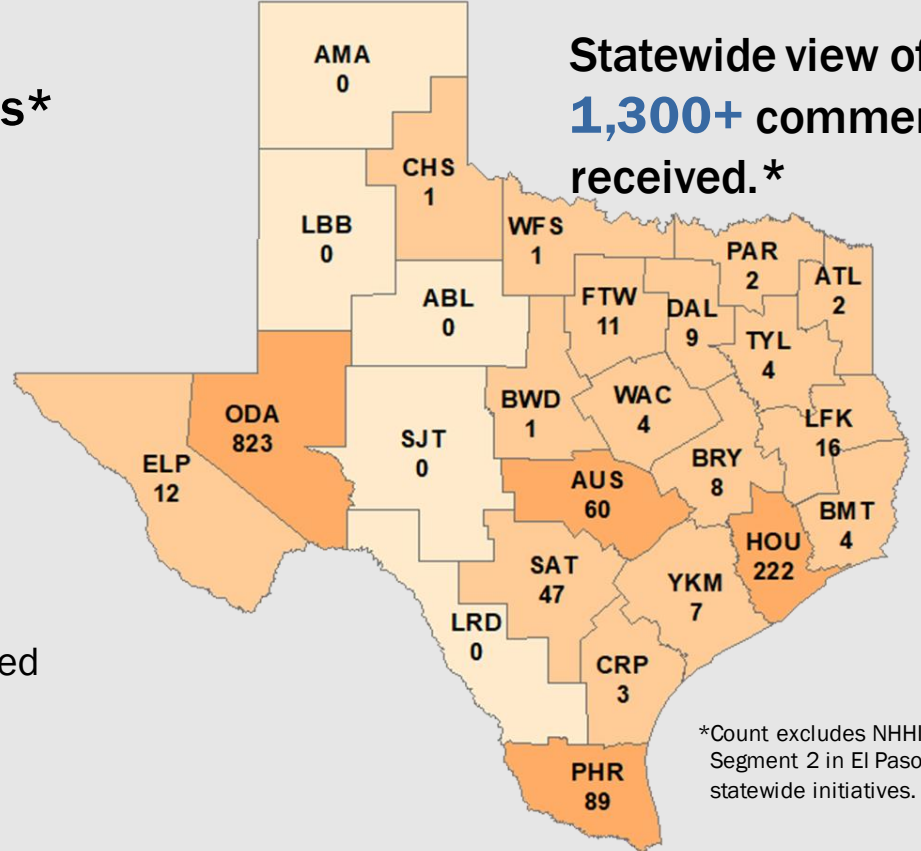 s*
Statewide view of
1,300+
received.*
AMA
0
CHS
1
LBB
0
WFS
1
PAR
2
ATL
2
ABL
0
FTW
11
DAL
9
TYL
4
ODA
823
BWD
1
WAC
4
LFK
16
SJT
0
ELP
12
BRY
8
AUS
60
BMT
4
HOU
222
SAT
47
YKM
7
LRD
0
CRP
3
ed
*Count excludes
Segment 2 in El Paso
statewide initiatives.
PHR
89